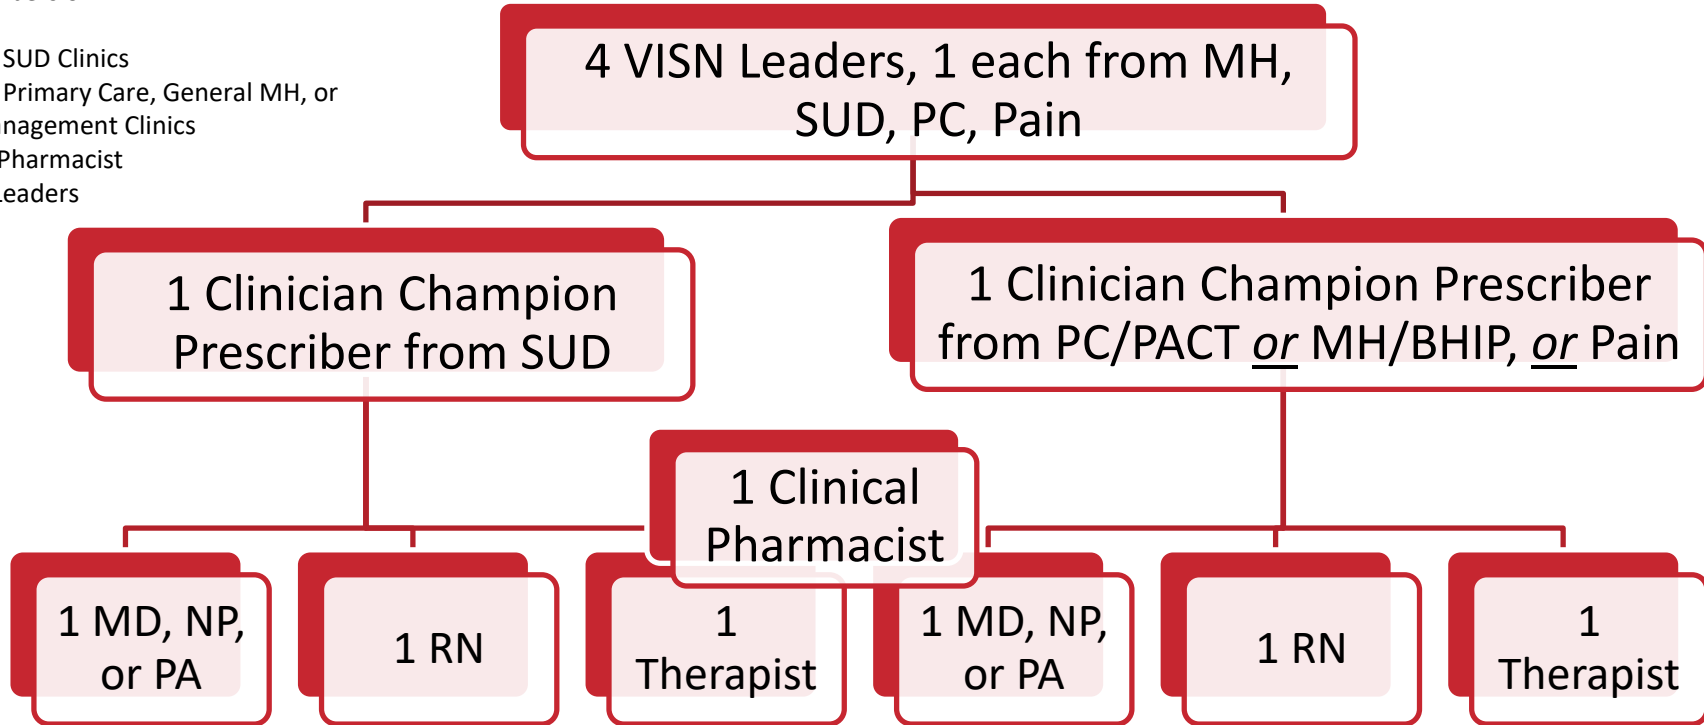 SUD Clinics
Primary Care, General MH, or
nagement Clinics
Pharmacist
Leaders
4 VISN Leaders, 1 each from MH,
SUD, PC, Pain
1 Clinician Champion
Prescriber from SUD
1 Clinician Champion Prescriber
from PC/PACT or MH/BHIP, or Pain
1 Clinical
Pharmacist
1 MD, NP,
or PA
1 RN
1
Therapist
1 MD, NP,
or PA
1 RN
1
Therapist